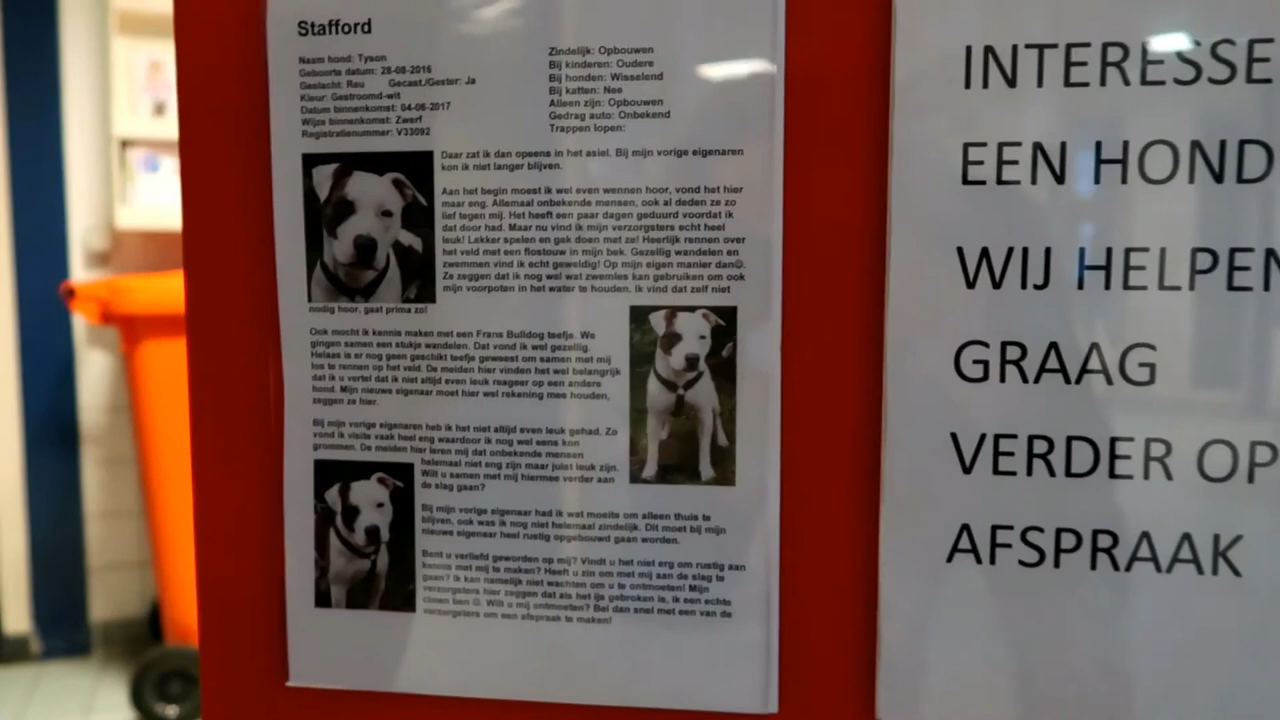 Stafford
Naam hond: Tyson
Geboorte datum: 28-08-2016
Geslacht: Reu Gecast./Gester: Ja
Kleur: Gestroomd-wit
Datum binnenkomst: 04-06-2017
Wijze binnenkomst: Zwerf
Registratienummer: V33092
Zindelijk: Opbouwen
Bij kinderen: Oudere
Bij honden: Wisselend
Bij katten: Nee
Alleen zijn: Opbouwen
Gedrag auto: Onbekend
Trappen lopen:
Daar zat ik dan opeens in het asiel. Bij mijn vorige eigenaren
kon ik niet langer blijven.
Aan het begin moest ik wel even wennen hoor, vond het hier
maar eng. Allemaal onbekende mensen, ook al deden ze zo
lief tegen mij. Het heeft een paar dagen geduurd voordat ik
dat door had. Maar nu vind ik mijn verzorgsters echt heel
leuk! Lekker spelen en gek doen met ze! Heerlijk rennen over
het veld met een flostouw in mijn bek. Gezellig wandelen en
zwemmen vind ik echt geweldig! Op mijn eigen manier dan☺.
Ze zeggen dat ik nog wel wat zwemles kan gebruiken om ook
mijn voorpoten in het water te houden. Ik vind dat zelf niet
nodig hoor, gaat prima zo!
Ook mocht ik kennis maken met een Frans Bulldog teefje. We
gingen samen een stukje wandelen. Dat vond ik wel gezellig.
Helaas is er nog geen geschikt teefje geweest om samen met mij
los te rennen op het veld. De meiden hier vinden het wel belangrijk
dat ik u vertel dat ik niet altijd even leuk reageer op een andere
hond. Mijn nieuwe eigenaar moet hier wel rekening mee houden,
zeggen ze hier.
Bij mijn vorige eigenaren heb ik het niet altijd even leuk gehad. Zo
vond ik visite vaak heel eng waardoor ik nog wel eens kon
grommen. De meiden hier leren mij dat onbekende mensen
helemaal niet eng zijn maar juist leuk zijn.
Wilt u samen met mij hiermee verder aan
de slag gaan?
Bij mijn vorige eigenaar had ik wat moeite om alleen thuis te
blijven, ook was ik nog niet helemaal zindelijk. Dit moet bij mijn
nieuwe eigenaar heel rustig opgebouwd gaan worden.
Bent u verliefd geworden op mij? Vindt u het niet erg om rustig aan
kennis met mij te maken? Heeft u zin om met mij aan de slag te
gaan? Ik kan namelijk niet wachten om u te ontmoeten! Mijn
verzorgsters hier zeggen dat als het ijs gebroken is, ik een echte
clown ben ☺. Wilt u mij ontmoeten? Bel dan snel met een van de
verzorgsters om een afspraak te maken!
INTERESSE
EEN HOND
WIJ HELPEN
GRAAG
VERDER OP
AFSPRAAK